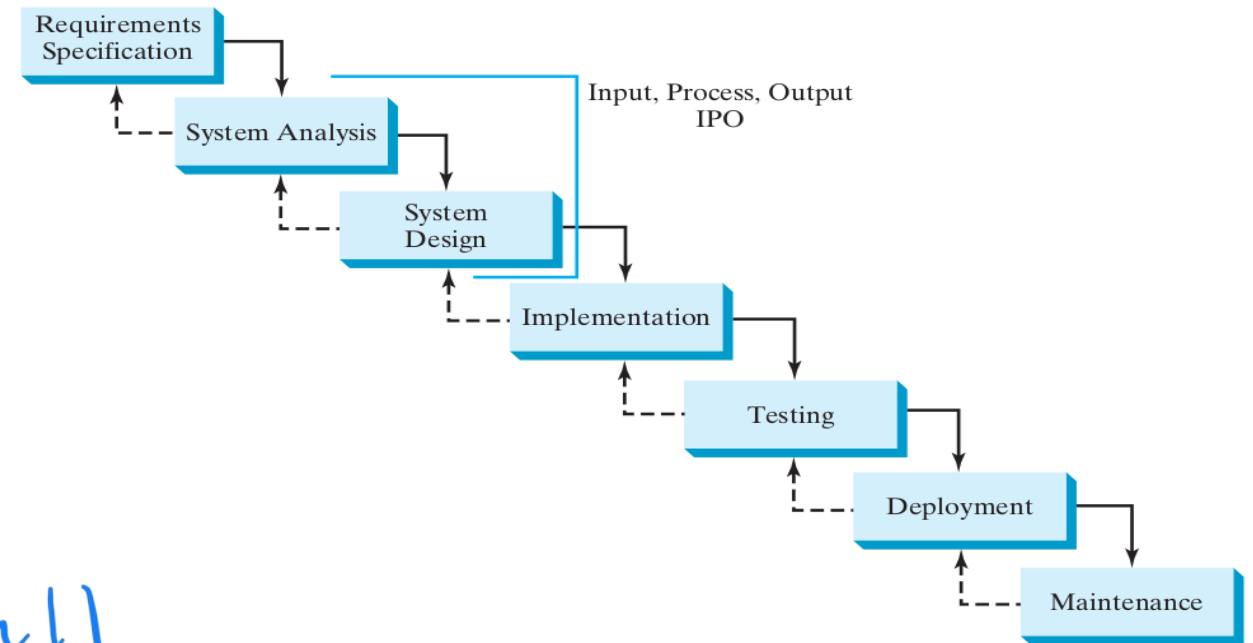 Requirements
Specification
Input, Process, Output
IPO
System Analysis
System
Design
Implementation
Testing
Deployment
Maintenance